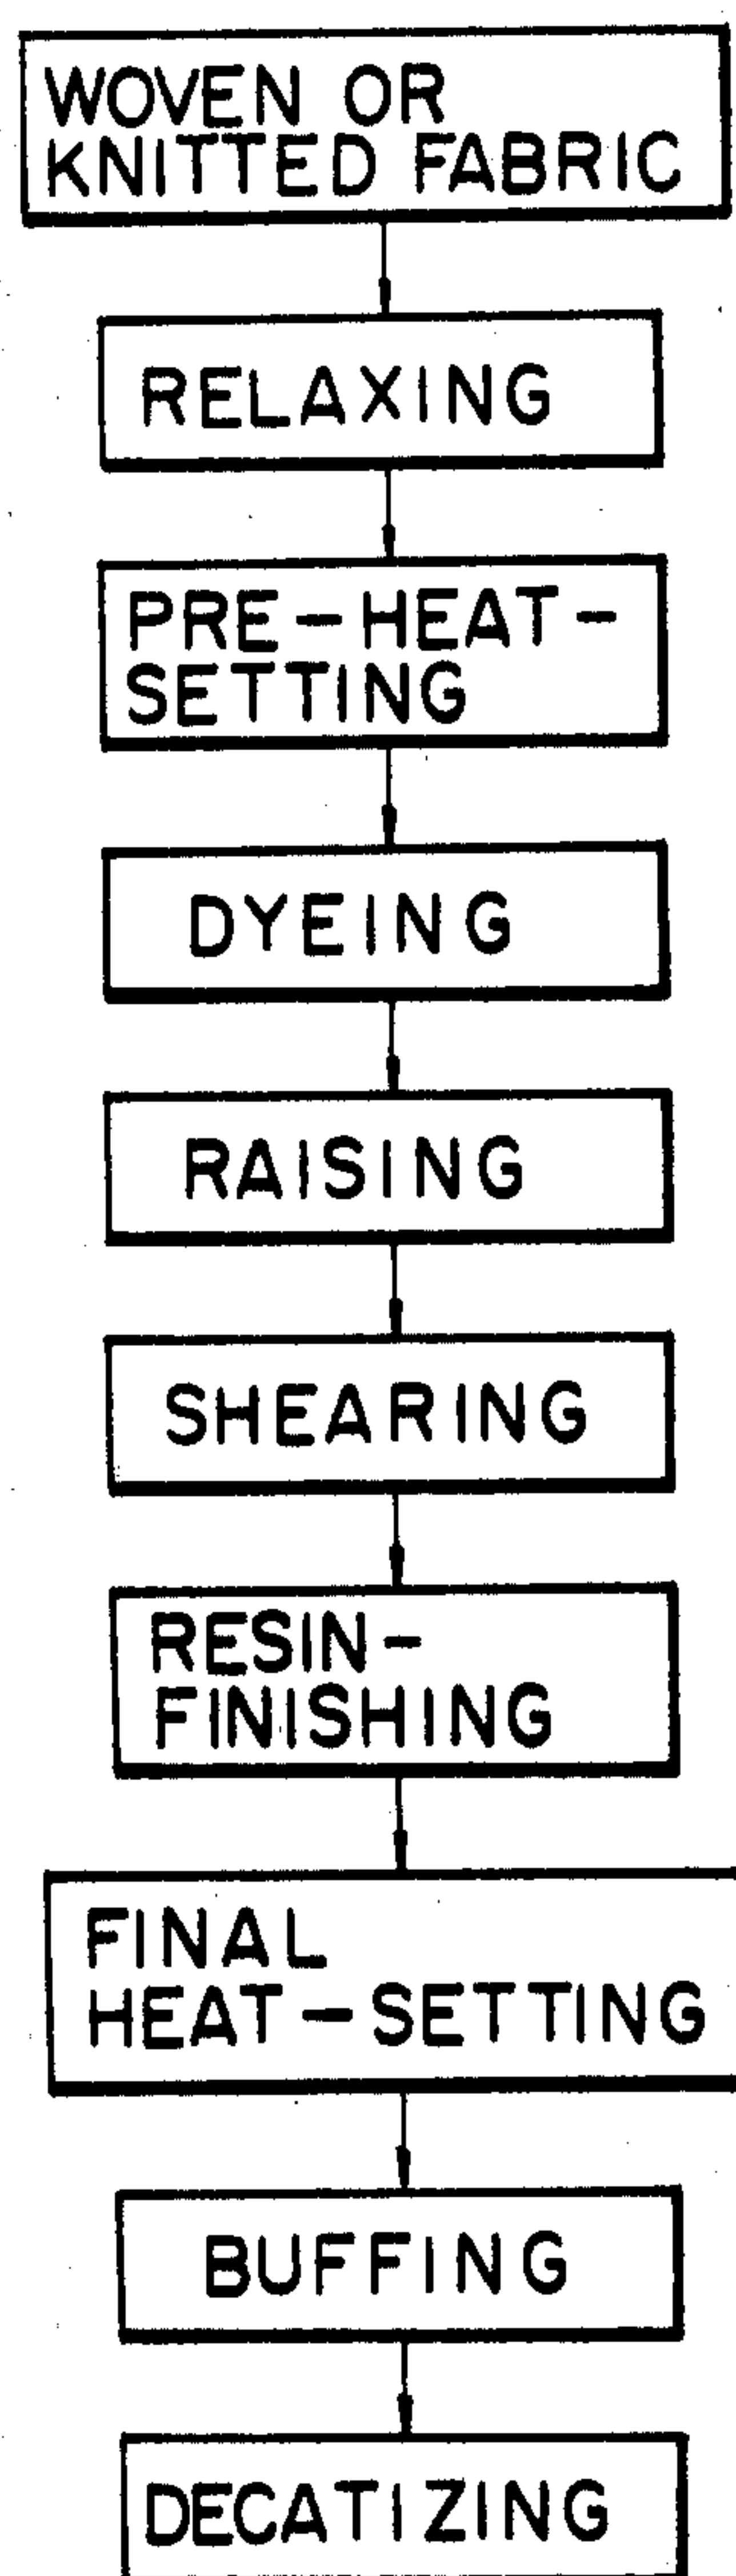 WOVEN OR
KNITTED FABRIC
RELAXING
PRE-HEAT-
SETTING
DYEING
RAISING
SHEARING
RESIN-
FINISHING
FINAL
HEAT-SETTING
BUFFING
DECATIZING